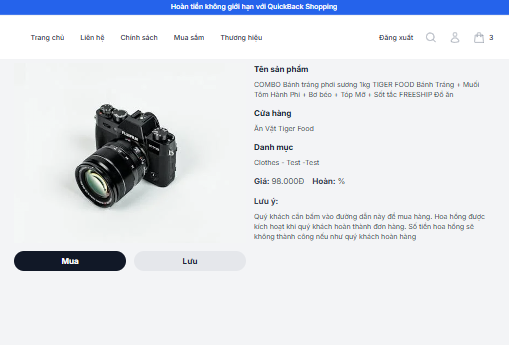 Hoàn tiền không giới hạn với QuickBack Shopping
Trang chủ Liên hệ Chính sách Mua sắm Thương hiệu Đăng xuất 3
Tên sản phẩm
COMBO Bánh tráng phơi sương 1kg TIGER FOOD Bánh Tráng + Muối
Tôm Hành Phi + Bơ béo + Tóp Mỡ + Sốt tắc FREESHIP Đồ ăn
Cửa hàng
Ăn Vặt Tiger Food
Danh mục
Clothes - Test -Test
Giá: 98.000Đ Hoàn: %
Lưu ý:
Quý khách cần bấm vào đường dẫn này để mua hàng. Hoa hồng được
kích hoạt khi quý khách hoàn thành đơn hàng. Số tiền hoa hồng sẽ
không thành công nếu như quý khách hoàn hàng
FUJIFILM
Mua Lưu